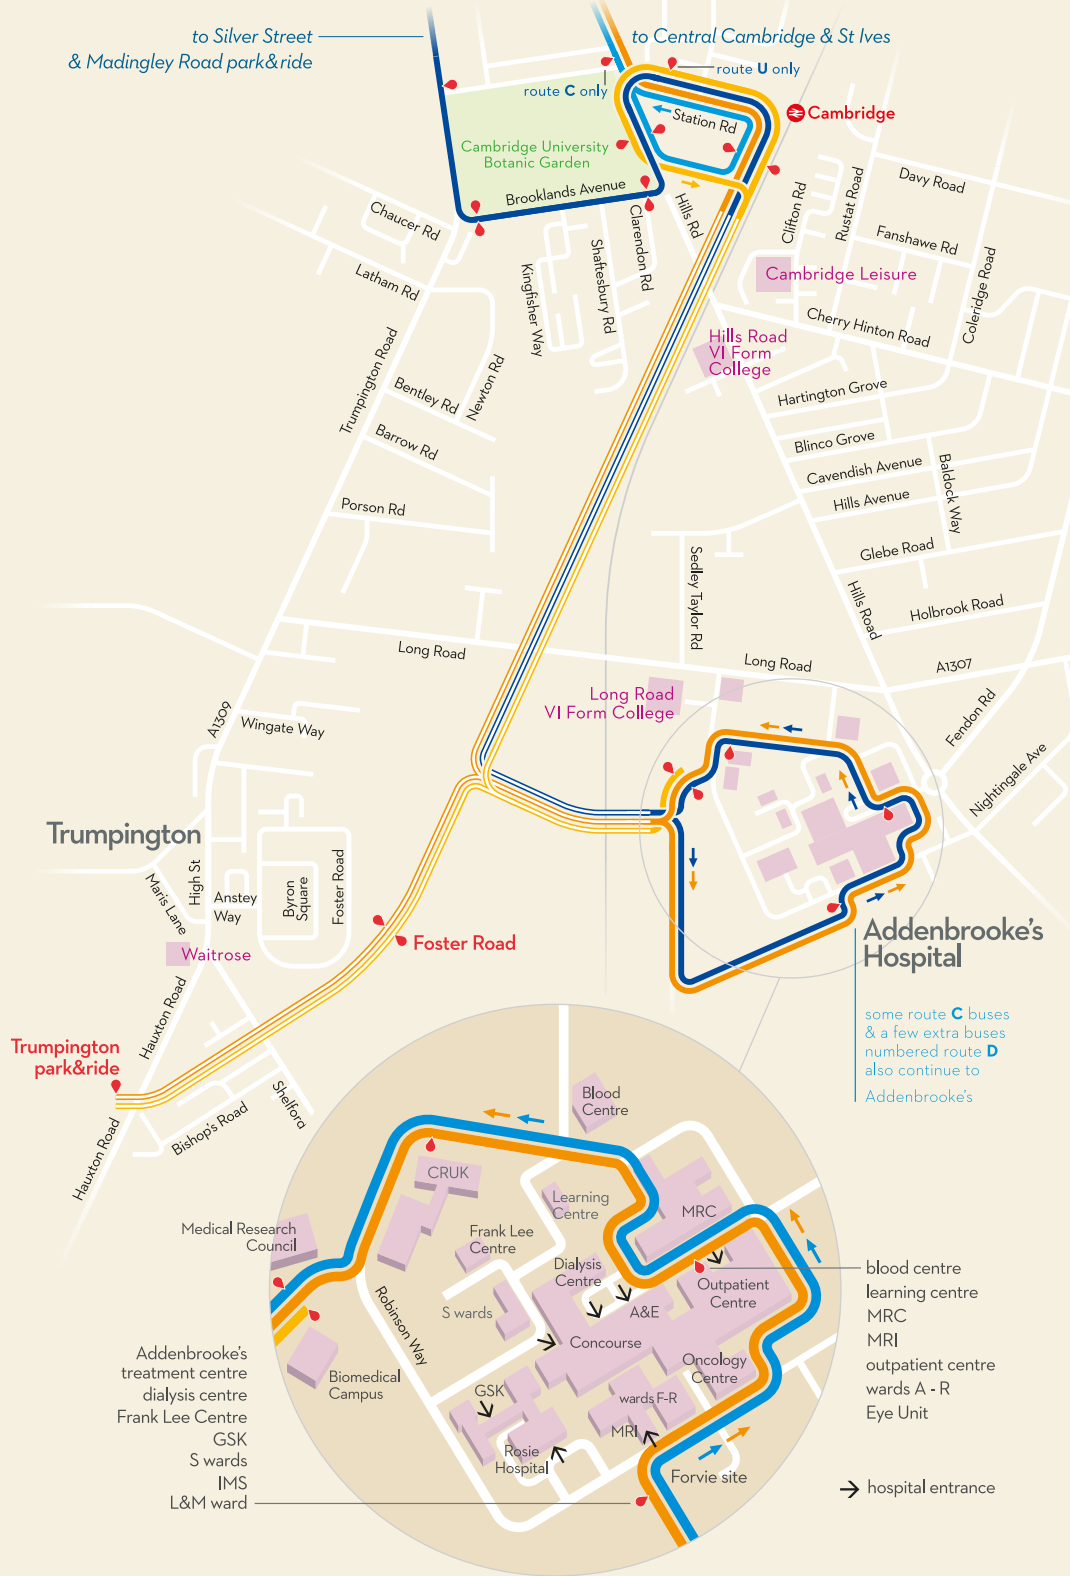 to Silver Street
& Madingley Road park&ride
to Central Cambridge & St Ives
route U only
route C only
Cambridge
Station Rd
Cambridge University
Botanic Garden
Brooklands Avenue
Chaucer Rd
Latham Rd
Clarendon Rd
Hills Rd
Clifton Rd
Rustat Road
Davy Road
Fanshawe Rd
Coleridge Road
Kingfisher Way
Shaftesbury Rd
Cambridge Leisure
Cherry Hinton Road
Hills Road
VI Form
College
Trumpington Road
Bentley Rd
Newton Rd
Barrow Rd
Hartington Grove
Blinco Grove
Cavendish Avenue
Baldock Way
Hills Avenue
Porson Rd
Glebe Road
Sedley Taylor Rd
Hills Road
Holbrook Road
Long Road
Long Road
A1307
Fendon Rd
Long Road
VI Form College
A1309
Wingate Way
Nightingale Ave
Trumpington
High St
Maris Lane
Anstey
Way
Byron
Square
Foster Road
Waitrose
Foster Road
Addenbrooke's
Hospital
Hauxton Road
some route C buses
& a few extra buses
numbered route D
also continue to
Addenbrooke's
Trumpington
park&ride
Shelford
Bishop's Road
Hauxton Road
Blood
Centre
CRUK
Learning
Centre
MRC
Medical Research
Council
Frank Lee
Centre
Dialysis
Centre
Outpatient
Centre
blood centre
learning centre
MRC
MRI
outpatient centre
wards A - R
Eye Unit
S wards
A&E
Robinson Way
Concourse
Oncology
Centre
Addenbrooke's
treatment centre
dialysis centre
Frank Lee Centre
GSK
S wards
IMS
L&M ward
Biomedical
Campus
GSK
wards F-R
MRI
Rosie
Hospital
Forvie site
hospital entrance